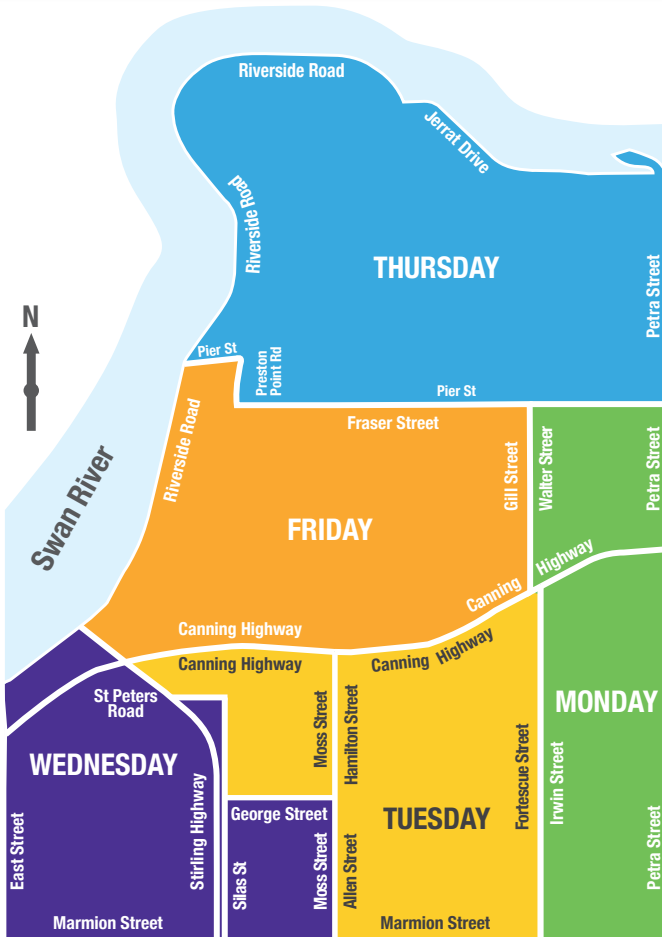 Riverside Road
Jerrat Drive
Riverside Road
THURSDAY
Petra Street
N
Pier St
Preston
Point Rd
Pier St
Fraser Street
Riverside Road
Gill Street
Walter Streer
Petra Street
Swan River
FRIDAY
Canning Highway
Canning Highway
Canning Highway
Canning Highway
St Peters
Road
Moss Street
Hamilton Street
MONDAY
WEDNESDAY
Fortescue Street
Irwin Street
East Street
Stirling Highway
George Street
TUESDAY
Silas St
Moss Street
Allen Street
Petra Street
Marmion Street
Marmion Street